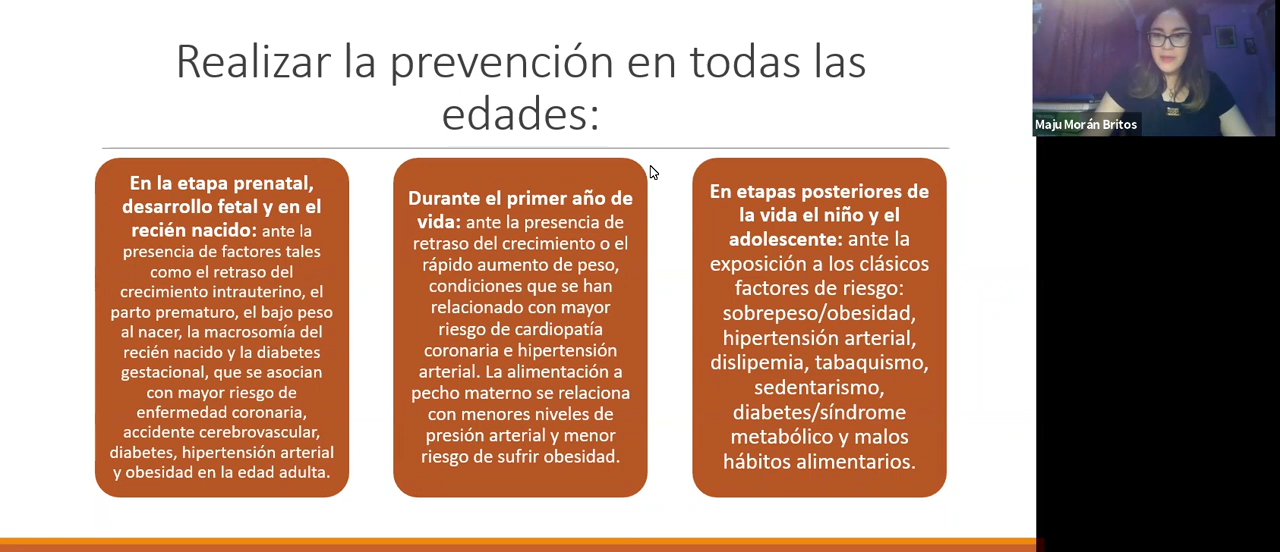 Realizar la prevención en todas las
edades:
En la etapa prenatal,
desarrollo fetal y en el
recién nacido: ante la
presencia de factores tales
como el retraso del
crecimiento intrauterino, el
parto prematuro, el bajo peso
al nacer, la macrosomía del
recién nacido y la diabetes
gestacional, que se asocian
con mayor riesgo de
enfermedad coronaria,
accidente cerebrovascular,
diabetes, hipertensión arterial
y obesidad en la edad adulta.
Durante el primer año de
vida: ante la presencia de
retraso del crecimiento o el
rápido aumento de peso,
condiciones que se han
relacionado con mayor
riesgo de cardiopatía
coronaria e hipertensión
arterial. La alimentación a
pecho materno se relaciona
con menores niveles de
presión arterial y menor
riesgo de sufrir obesidad.
En etapas posteriores de
la vida el niño y el
adolescente: ante la
exposición a los clásicos
factores de riesgo:
sobrepeso/obesidad,
hipertensión arterial,
dislipemia, tabaquismo,
sedentarismo,
diabetes/síndrome
metabólico y malos
hábitos alimentarios.
Maju Morán Britos